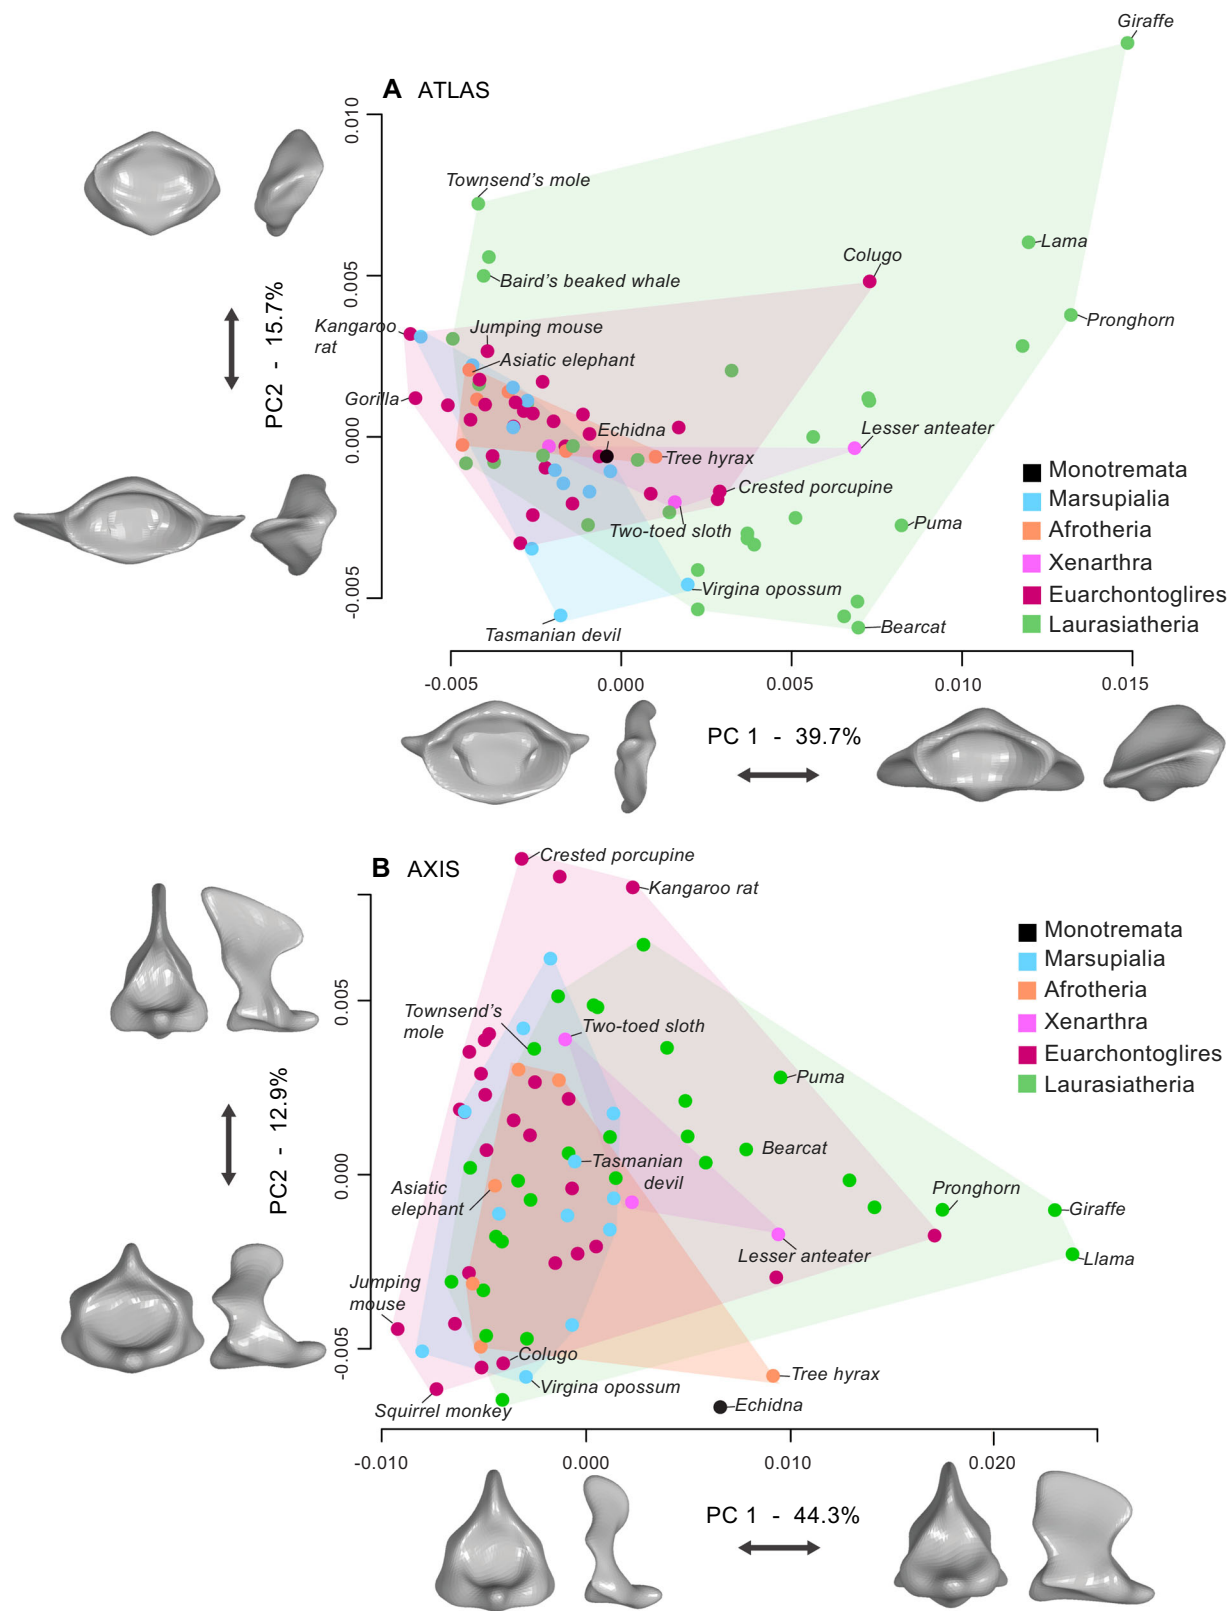 Giraffe
A ATLAS
0.010
Townsend's mole
Lama
Colugo
0.005
Baird's beaked whale
Pronghorn
Kangaroo
rat
Jumping mouse
PC2 - 15.7%
Asiatic elephant
Gorilla
Echidna
Lesser anteater
0.000
Tree hyrax
Monotremata
Crested porcupine
Marsupialia
Two-toed sloth
Puma
Afrotheria
Xenarthra
Virgina opossum
-0.005
Euarchontoglires
Tasmanian devil
Bearcat
Laurasiatheria
-0.005
0.000
0.005
0.010
0.015
PC 1 - 39.7%
B AXIS
Crested porcupine
Kangaroo rat
Monotremata
Marsupialia
Afrotheria
Xenarthra
Euarchontoglires
Laurasiatheria
0.005
Townsend's
mole
Two-toed sloth
Puma
PC2 - 12.9%
Bearcat
0.000
Tasmanian
devil
Asiatic
elephant
Pronghorn
Giraffe
Lesser anteater
Llama
Jumping
mouse
-0.005
Colugo
Tree hyrax
Virgina opossum
Squirrel monkey
Echidna
-0.010
0.000
0.010
0.020
PC 1 - 44.3%